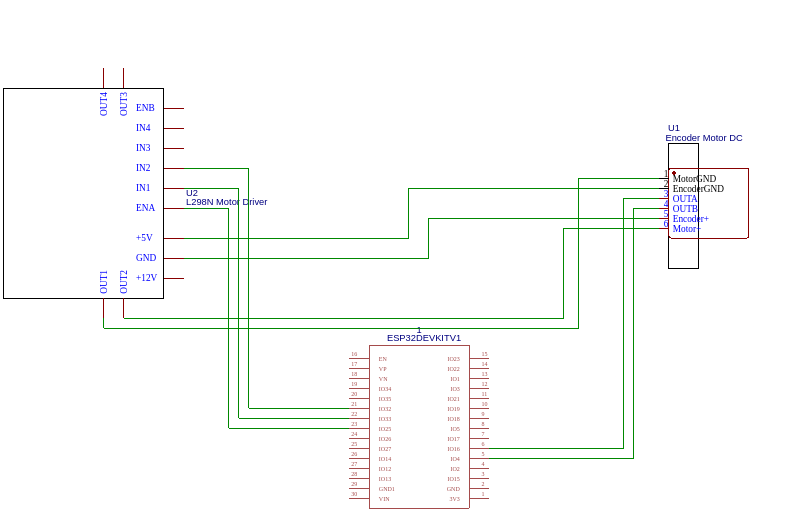 OUT4
OUT3
ENB
IN4
IN3
IN2
IN1
ENA
+5V
GND
+12V
OUT1
OUT2
U2
L298N Motor Driver
U1
Encoder Motor DC
1 MotorGND
2 EncoderGND
3 OUTA
4 OUTB
5 Encoder+
6 Motor+
1
ESP32DEVKITV1
16 EN IO23 15
17 VP IO22 14
18 VN IO1 13
19 IO34 IO3 12
20 IO35 IO21 11
21 IO32 IO19 10
22 IO33 IO18 9
23 IO25 IO5 8
24 IO26 IO17 7
25 IO27 IO16 6
26 IO14 IO4 5
27 IO12 IO2 4
28 IO13 IO15 3
29 GND1 GND 2
30 VIN 3V3 1